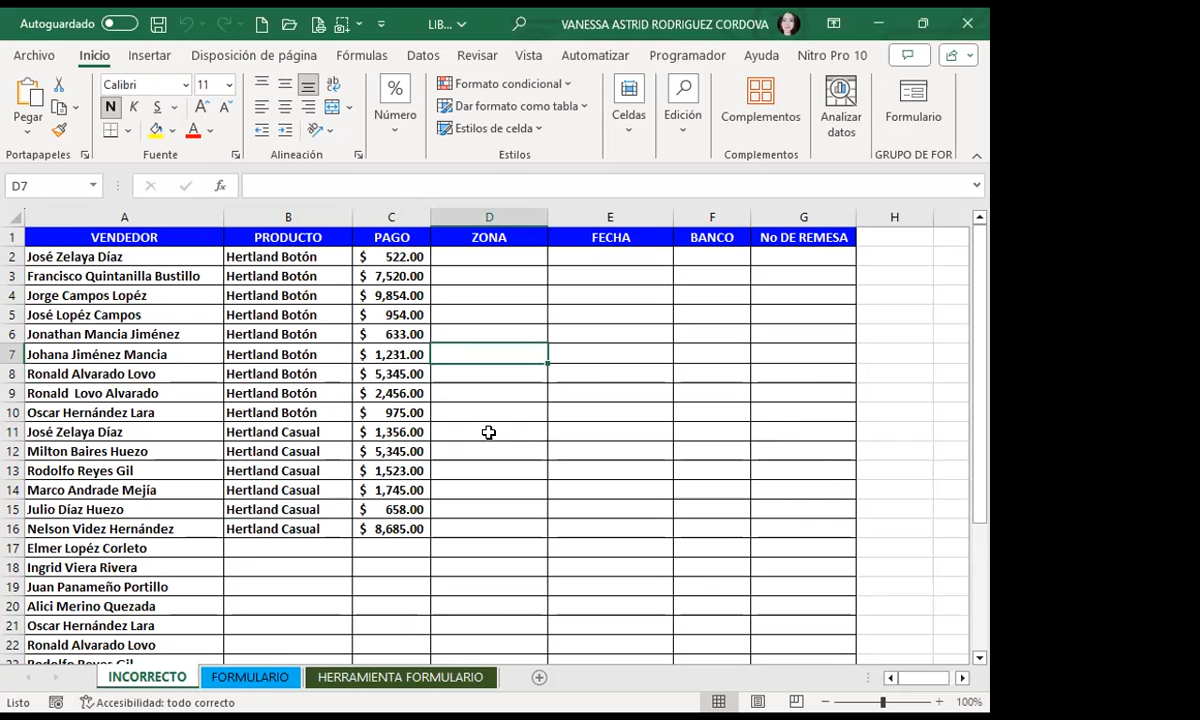 Autoguardado LIB... VANESSA ASTRID RODRIGUEZ CORDOVA
Archivo Inicio Insertar Disposición de página Fórmulas Datos Revisar Vista Automatizar Programador Ayuda Nitro Pro 10
Pegar
Portapapeles
Calibri 11
N K S
Fuente
Alineación
% Número
Formato condicional
Dar formato como tabla
Estilos de celda
Estilos
Celdas
Edición
Complementos
Complementos
Analizar datos
Formulario
GRUPO DE FOR
D7 fx
A B C D E F G H
1 VENDEDOR PRODUCTO PAGO ZONA FECHA BANCO No DE REMESA
2 José Zelaya Díaz Hertland Botón $ 522.00
3 Francisco Quintanilla Bustillo Hertland Botón $ 7,520.00
4 Jorge Campos Lopéz Hertland Botón $ 9,854.00
5 José Lopéz Campos Hertland Botón $ 954.00
6 Jonathan Mancia Jiménez Hertland Botón $ 633.00
7 Johana Jiménez Mancia Hertland Botón $ 1,231.00
8 Ronald Alvarado Lovo Hertland Botón $ 5,345.00
9 Ronald Lovo Alvarado Hertland Botón $ 2,456.00
10 Oscar Hernández Lara Hertland Botón $ 975.00
11 José Zelaya Díaz Hertland Casual $ 1,356.00
12 Milton Baires Huezo Hertland Casual $ 5,345.00
13 Rodolfo Reyes Gil Hertland Casual $ 1,523.00
14 Marco Andrade Mejía Hertland Casual $ 1,745.00
15 Julio Díaz Huezo Hertland Casual $ 658.00
16 Nelson Videz Hernández Hertland Casual $ 8,685.00
17 Elmer Lopéz Corleto
18 Ingrid Viera Rivera
19 Juan Panameño Portillo
20 Alici Merino Quezada
21 Oscar Hernández Lara
22 Ronald Alvarado Lovo
23 Rodolfo Reyes Gil
INCORRECTO FORMULARIO HERRAMIENTA FORMULARIO
Listo Accesibilidad: todo correcto 100%